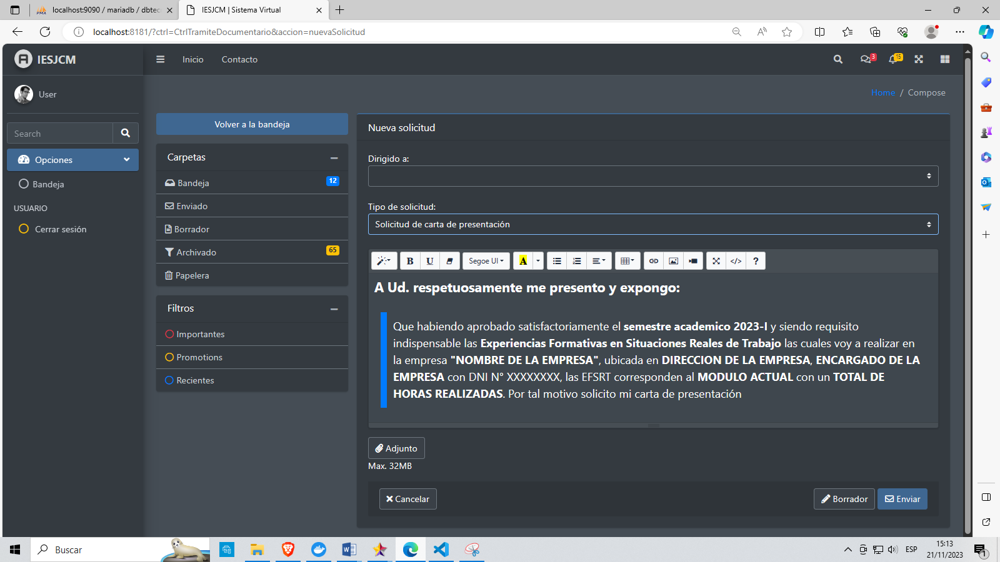 localhost:9090 / mariadb / dbtec
IESJCM | Sistema Virtual
localhost:8181/?ctrl=CtrlTramiteDocumentario&accion=nuevaSolicitud
IESJCM
Inicio
Contacto
3
15
User
Home / Compose
Search
Opciones
Bandeja
USUARIO
Cerrar sesión
Volver a la bandeja
Carpetas
Bandeja
12
Enviado
Borrador
Archivado
65
Papelera
Filtros
Importantes
Promotions
Recientes
Nueva solicitud
Dirigido a:
Tipo de solicitud:
Solicitud de carta de presentación
B U Segoe UI A </> ?
A Ud. respetuosamente me presento y expongo:
Que habiendo aprobado satisfactoriamente el semestre academico 2023-I y siendo requisito
indispensable las Experiencias Formativas en Situaciones Reales de Trabajo las cuales voy a realizar en
la empresa "NOMBRE DE LA EMPRESA", ubicada en DIRECCION DE LA EMPRESA, ENCARGADO DE LA
EMPRESA con DNI N° XXXXXXXX, las EFSRT corresponden al MODULO ACTUAL con un TOTAL DE
HORAS REALIZADAS. Por tal motivo solicito mi carta de presentación
Adjunto
Max. 32MB
Cancelar
Borrador
Enviar
Buscar
ESP
15:13
21/11/2023
1